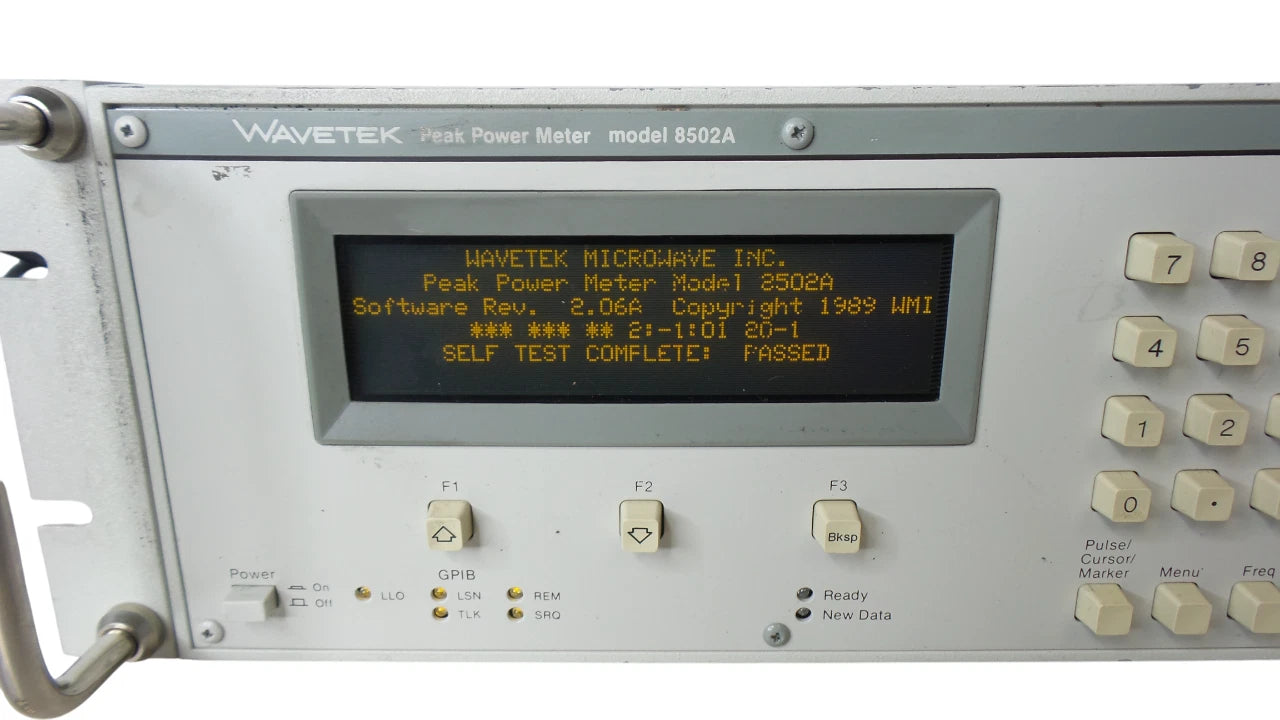 WAVETEK Peak Power Meter model 8502A
WAVETEK MICROWAVE INC.
Peak Power Meter Model 8502A
Software Rev. 2.06A Copyright 1989 WMI
*** *** ** 2:-1:01 20-1
SELF TEST COMPLETE: PASSED
7 8
4 5
1 2
0 .
F1 F2 F3
Bksp
Pulse/
Cursor/
Marker Menu Freq
Power
On
Off
GPIB
LLO LSN REM
TLK SRQ
Ready
New Data